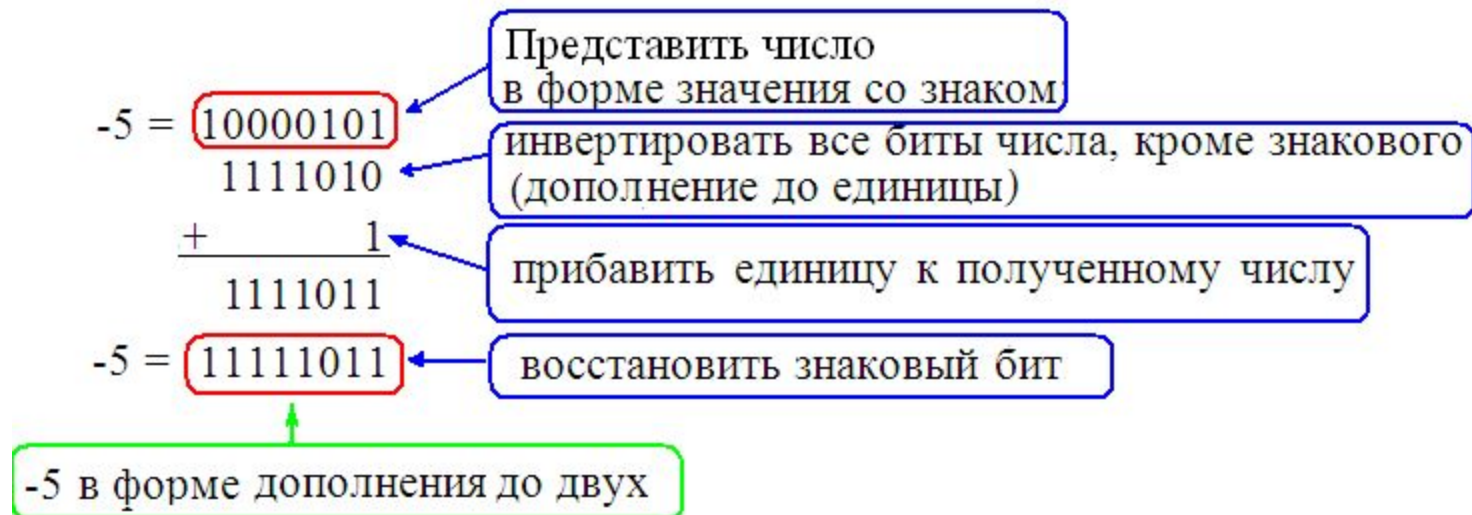 Представить число
в форме значения со знаком
-5 = 10000101
инвертировать все биты числа, кроме знакового
1111010
(дополнение до единицы)
+ 1
прибавить единицу к полученному числу
1111011
-5 = 11111011
восстановить знаковый бит
-5 в форме дополнения до двух